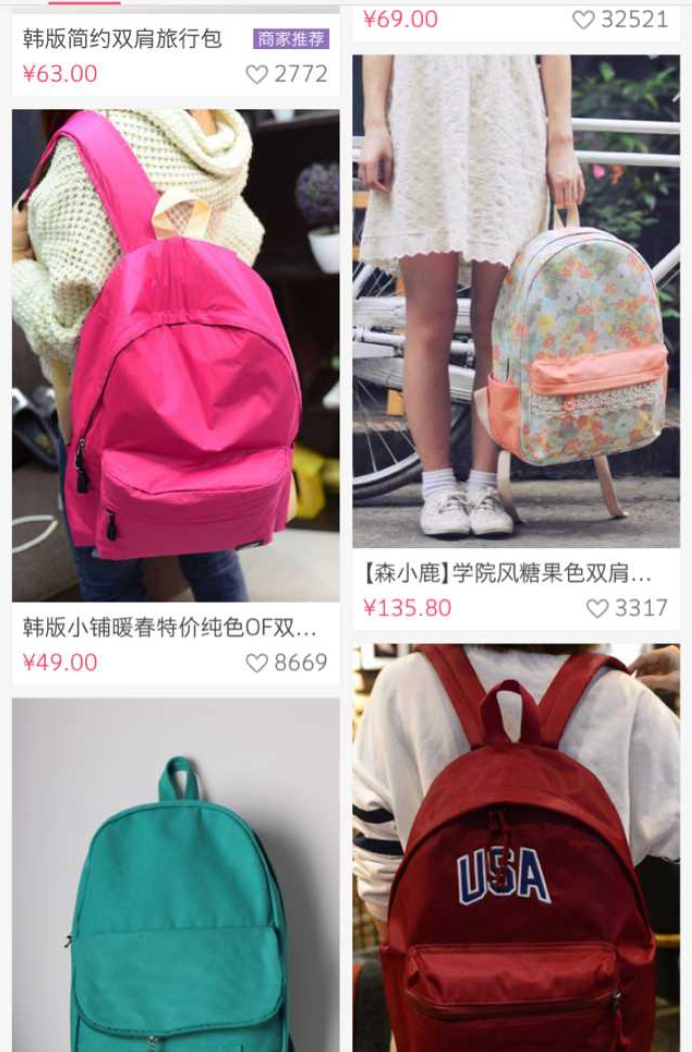 韩版简约双肩旅行包 商家推荐
¥63.00 2772
韩版小铺暖春特价纯色OF双...
¥49.00 8669
¥69.00 32521
【森小鹿】学院风糖果色双肩...
¥135.80 3317
USA